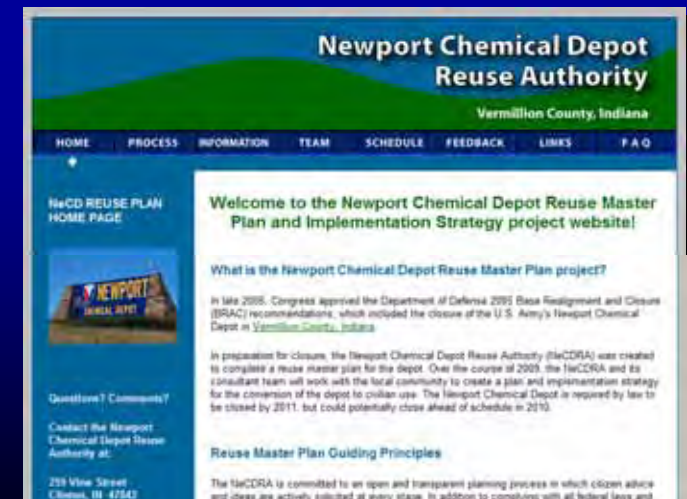 Newport Chemical Depot
Reuse Authority
Vermillion County, Indiana
HOME PROCESS INFORMATION TEAM SCHEDULE FEEDBACK LINKS FAQ
NeCD REUSE PLAN
HOME PAGE
NEWPORT
CHEMICAL DEPOT
Questions? Comments?
Contact the Newport
Chemical Depot Reuse
Authority at:
259 Vine Street
Clinton, IN 47842
Welcome to the Newport Chemical Depot Reuse Master
Plan and Implementation Strategy project website!
What is the Newport Chemical Depot Reuse Master Plan project?
In late 2005, Congress approved the Department of Defense 2005 Base Realignment and Closure
(BRAC) recommendations, which included the closure of the U.S. Army's Newport Chemical
Depot in Vermillion County, Indiana.
In preparation for closure, the Newport Chemical Depot Reuse Authority (NeCDRA) was created
to complete a reuse master plan for the depot. Over the course of 2009, the NeCDRA and its
consultant team will work with the local community to create a plan and implementation strategy
for the conversion of the depot to civilian use. The Newport Chemical Depot is required by law to
be closed by 2011, but could potentially close ahead of schedule in 2010.
Reuse Master Plan Guiding Principles
The NeCDRA is committed to an open and transparent planning process in which citizen advice
and ideas are actively solicited at every stage. In addition to complying with all federal laws and